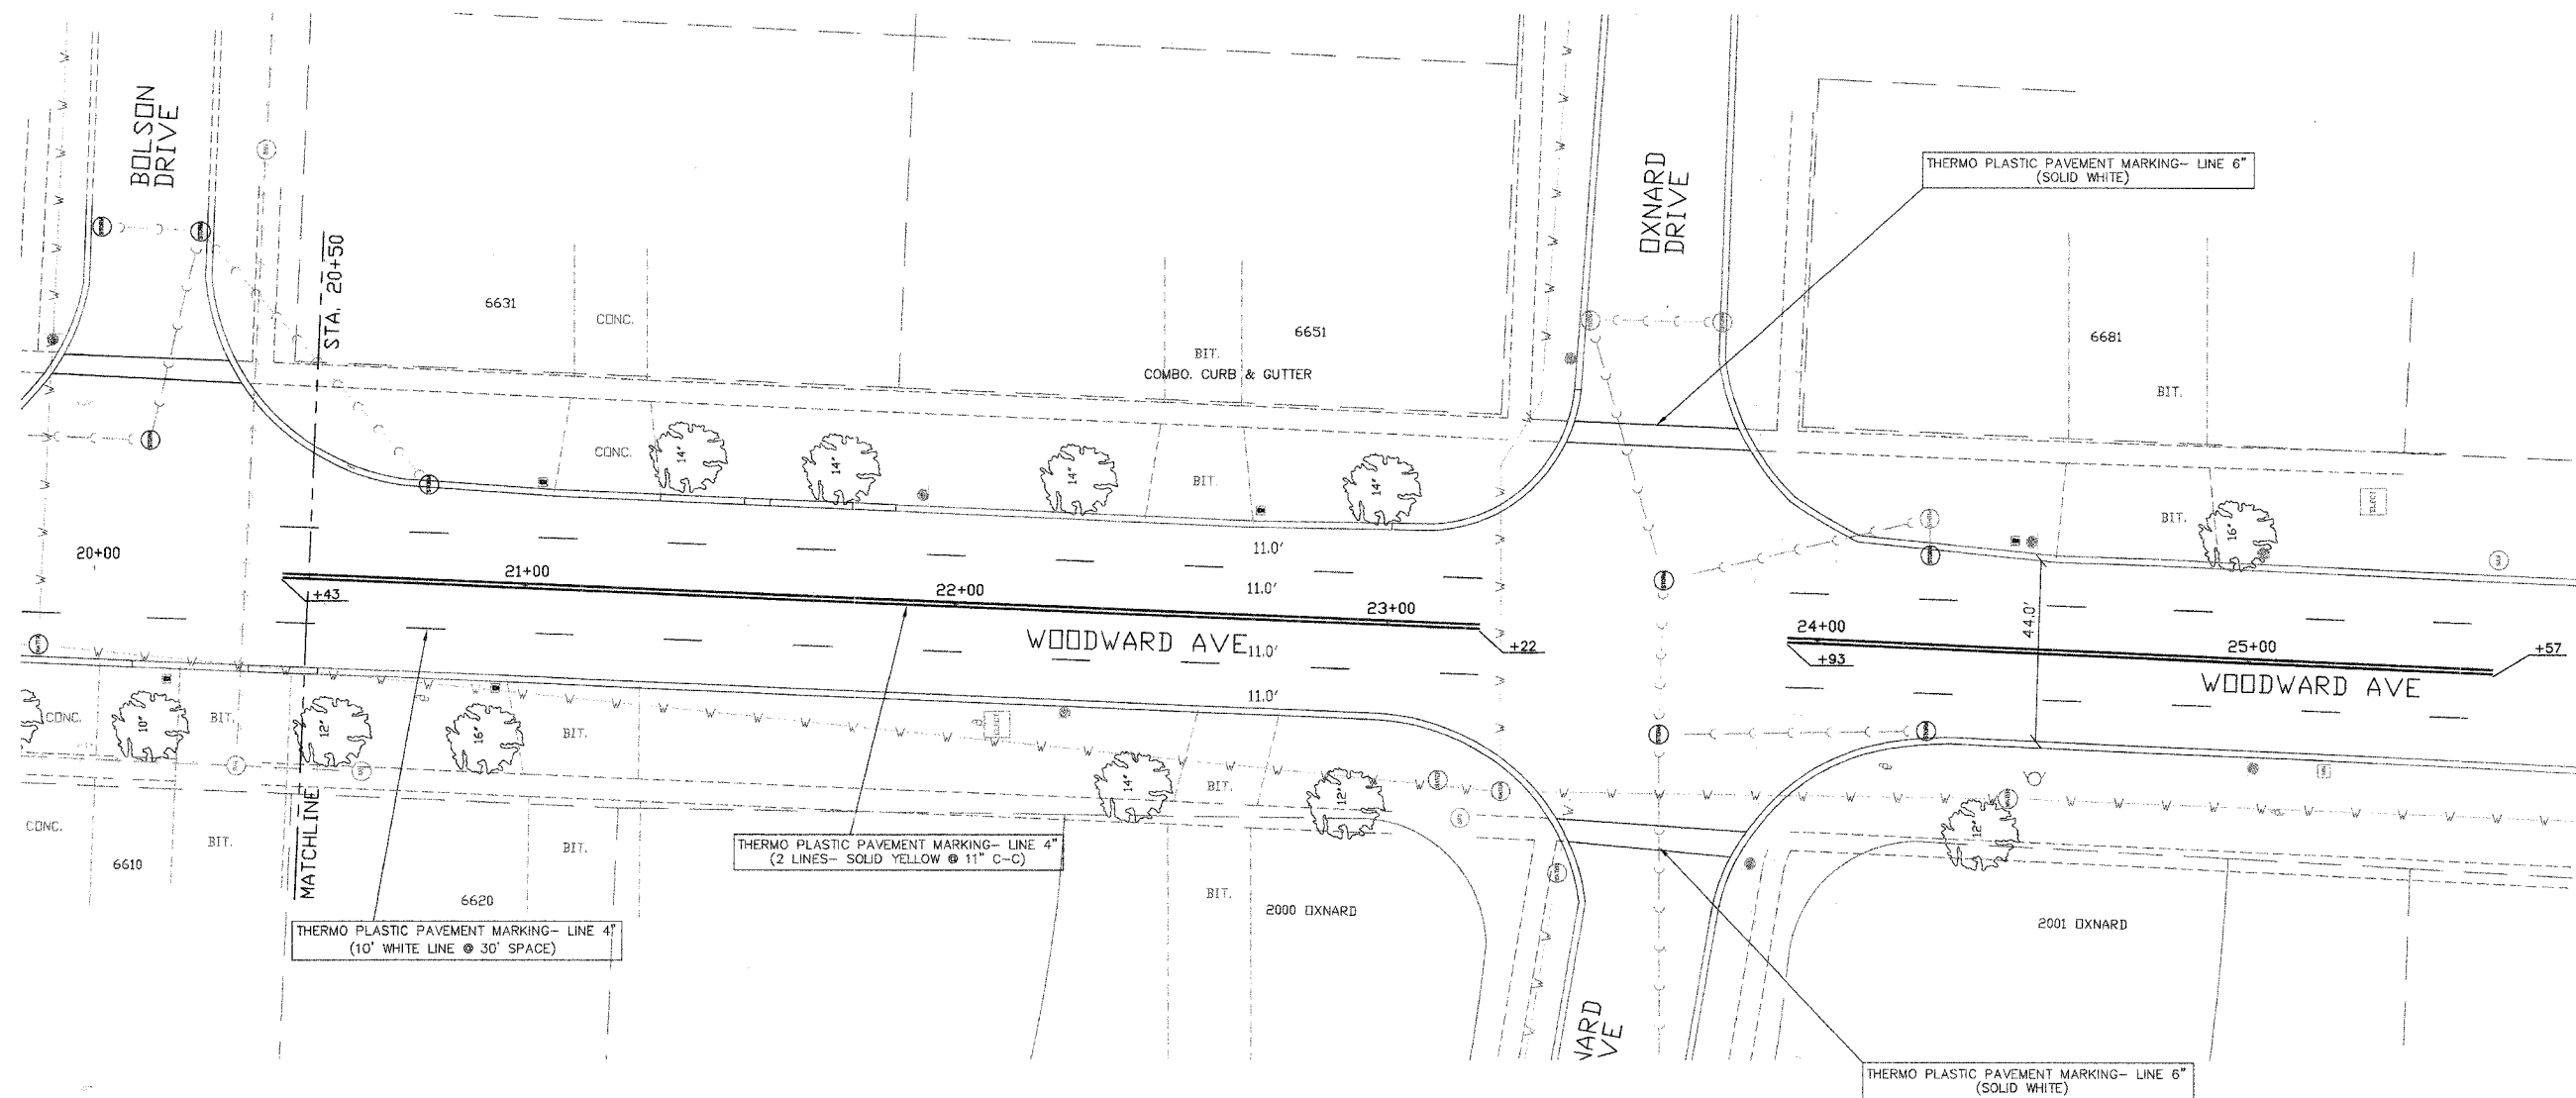 BOLSON
DRIVE
OXNARD
DRIVE
THERMO PLASTIC PAVEMENT MARKING- LINE 6"
(SOLID WHITE)
STA. 20+50
6631
CONC.
6651
BIT.
COMBO. CURB & GUTTER
6681
BIT.
CONC.
14"
14"
14"
BIT.
14"
BIT.
16"
20+00
21+00
22+00
23+00
24+00
25+00
11.0'
11.0'
11.0'
11.0'
44.0'
+43
+22
+93
+57
WOODWARD AVE
WOODWARD AVE
CONC.
10"
BIT.
12"
16"
BIT.
14"
BIT.
12"
12"
CONC.
6610
BIT.
MATCHLINE
6620
BIT.
THERMO PLASTIC PAVEMENT MARKING- LINE 4"
(2 LINES- SOLID YELLOW @ 11" C-C)
BIT.
2000 OXNARD
2001 OXNARD
THERMO PLASTIC PAVEMENT MARKING- LINE 4"
(10' WHITE LINE @ 30' SPACE)
NARD
VE
THERMO PLASTIC PAVEMENT MARKING- LINE 6"
(SOLID WHITE)